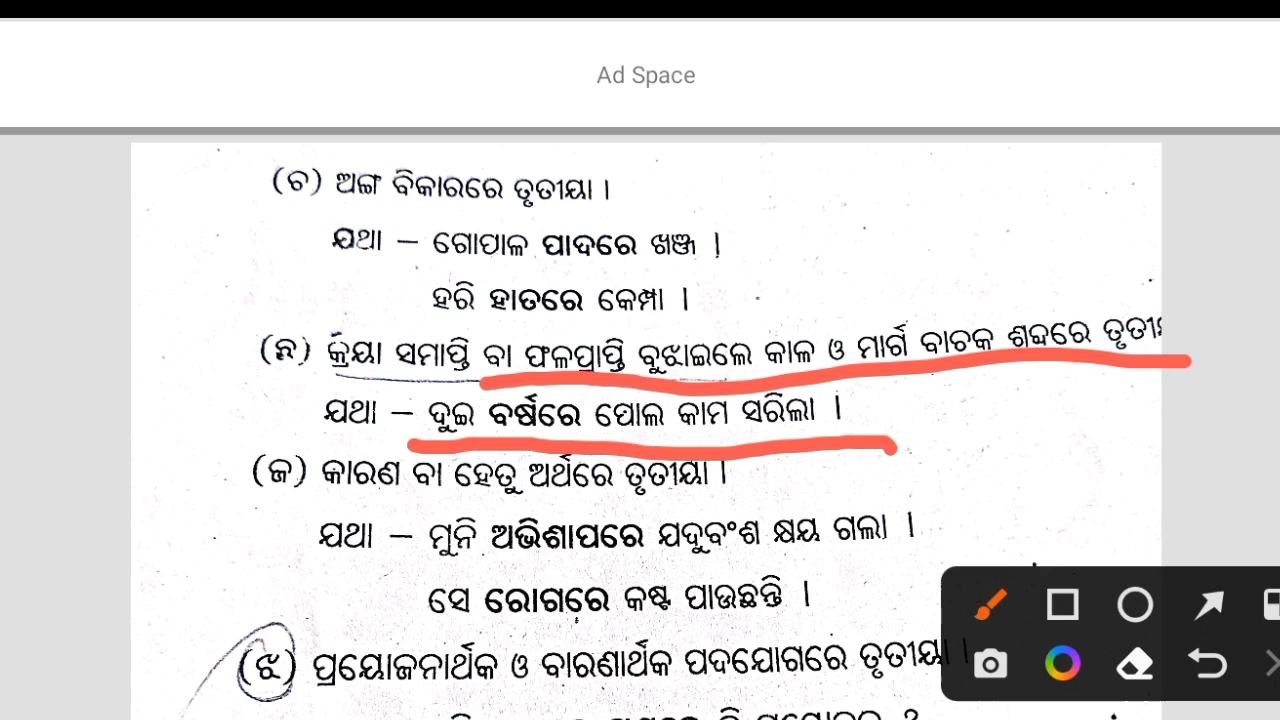 Ad Space
(ଚ) ଅଙ୍ଗ ବିକାରରେ ତୃତୀୟା ।
ଯଥା – ଗୋପାଳ ପାଦରେ ଖଞ୍ଜ ।
ହରି ହାତରେ କେମ୍ପା ।
(ଛ) କ୍ରିୟା ସମାପ୍ତି ବା ଫଳପ୍ରାପ୍ତି ବୁଝାଇଲେ କାଳ ଓ ମାର୍ଗ ବାଚକ ଶବ୍ଦରେ
ଯଥା – ଦୁଇ ବର୍ଷରେ ପୋଲ କାମ ସରିଲା ।
(ଜ) କାରଣ ବା ହେତୁ ଅର୍ଥରେ ତୃତୀୟା ।
ଯଥା – ମୁନି ଅଭିଶାପରେ ଯଦୁବଂଶ କ୍ଷୟ ଗଲା ।
ସେ ରୋଗରେ କଷ୍ଟ ପାଉଛନ୍ତି ।
(ଝ) ପ୍ରୟୋଜନାର୍ଥକ ଓ ବାରଣାର୍ଥକ ପଦଯୋଗରେ ତୃତୀୟା ।